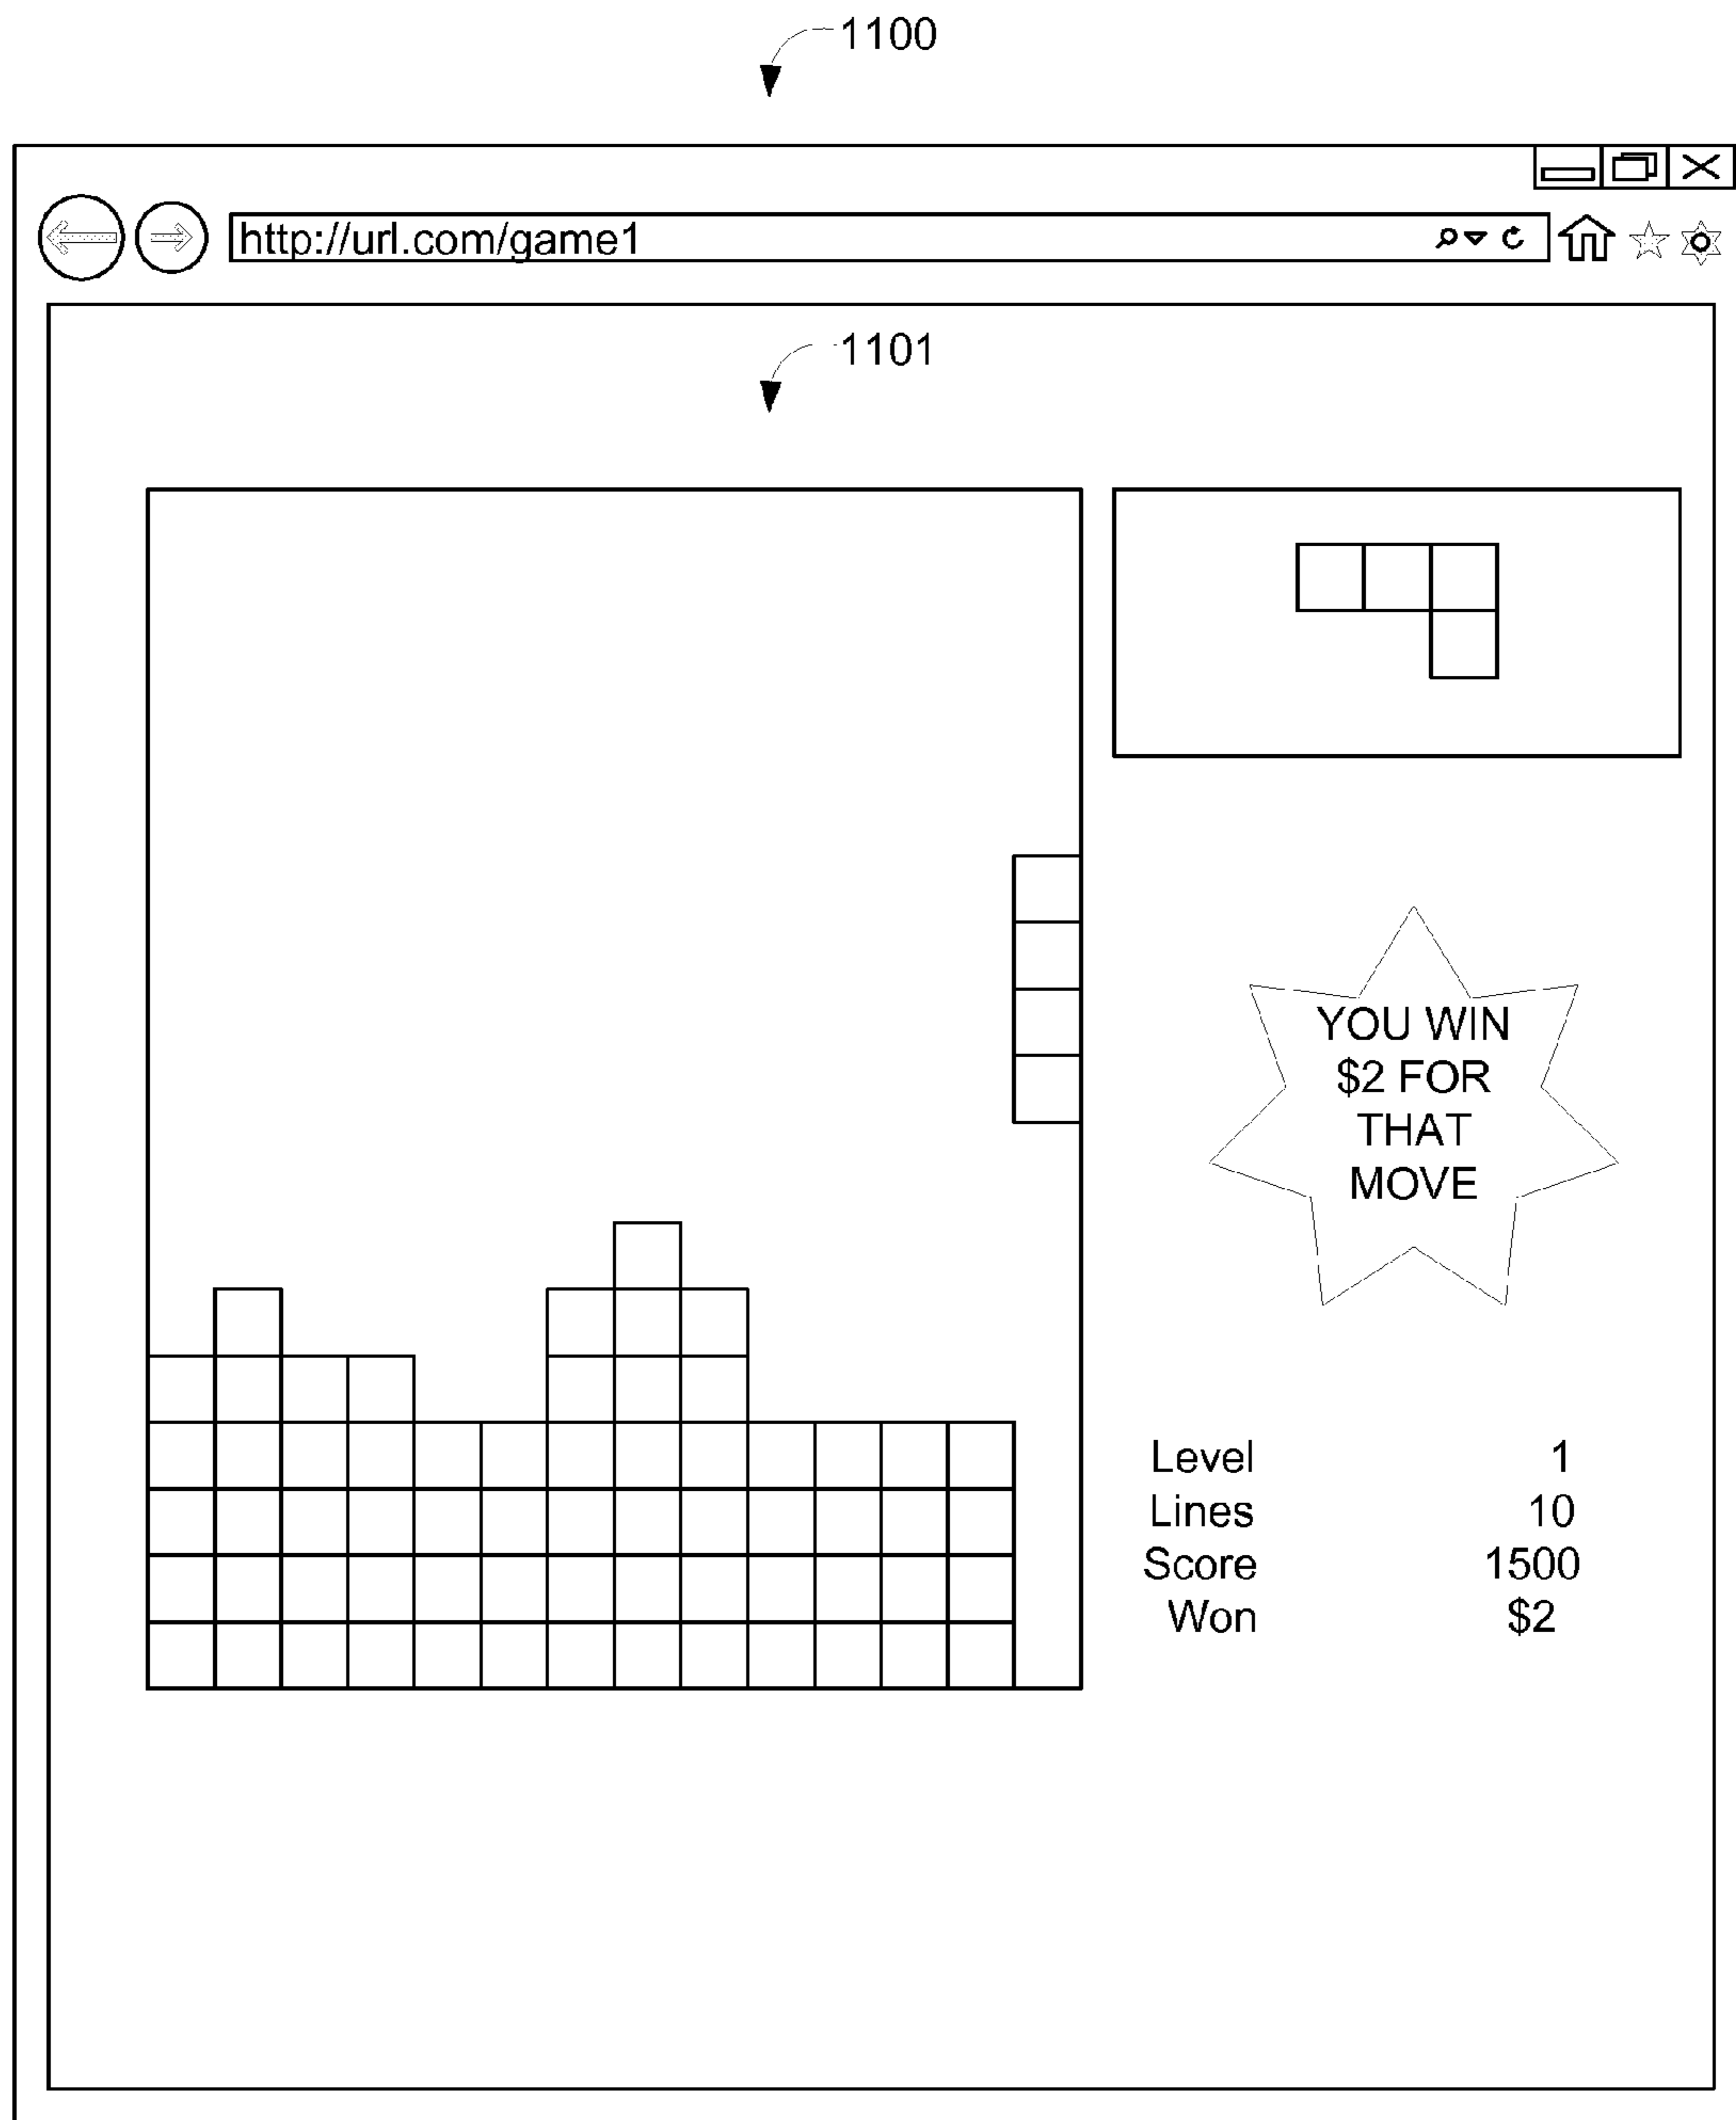 1100
http://url.com/game1
1101
YOU WIN
$2 FOR
THAT
MOVE
Level 1
Lines 10
Score 1500
Won $2